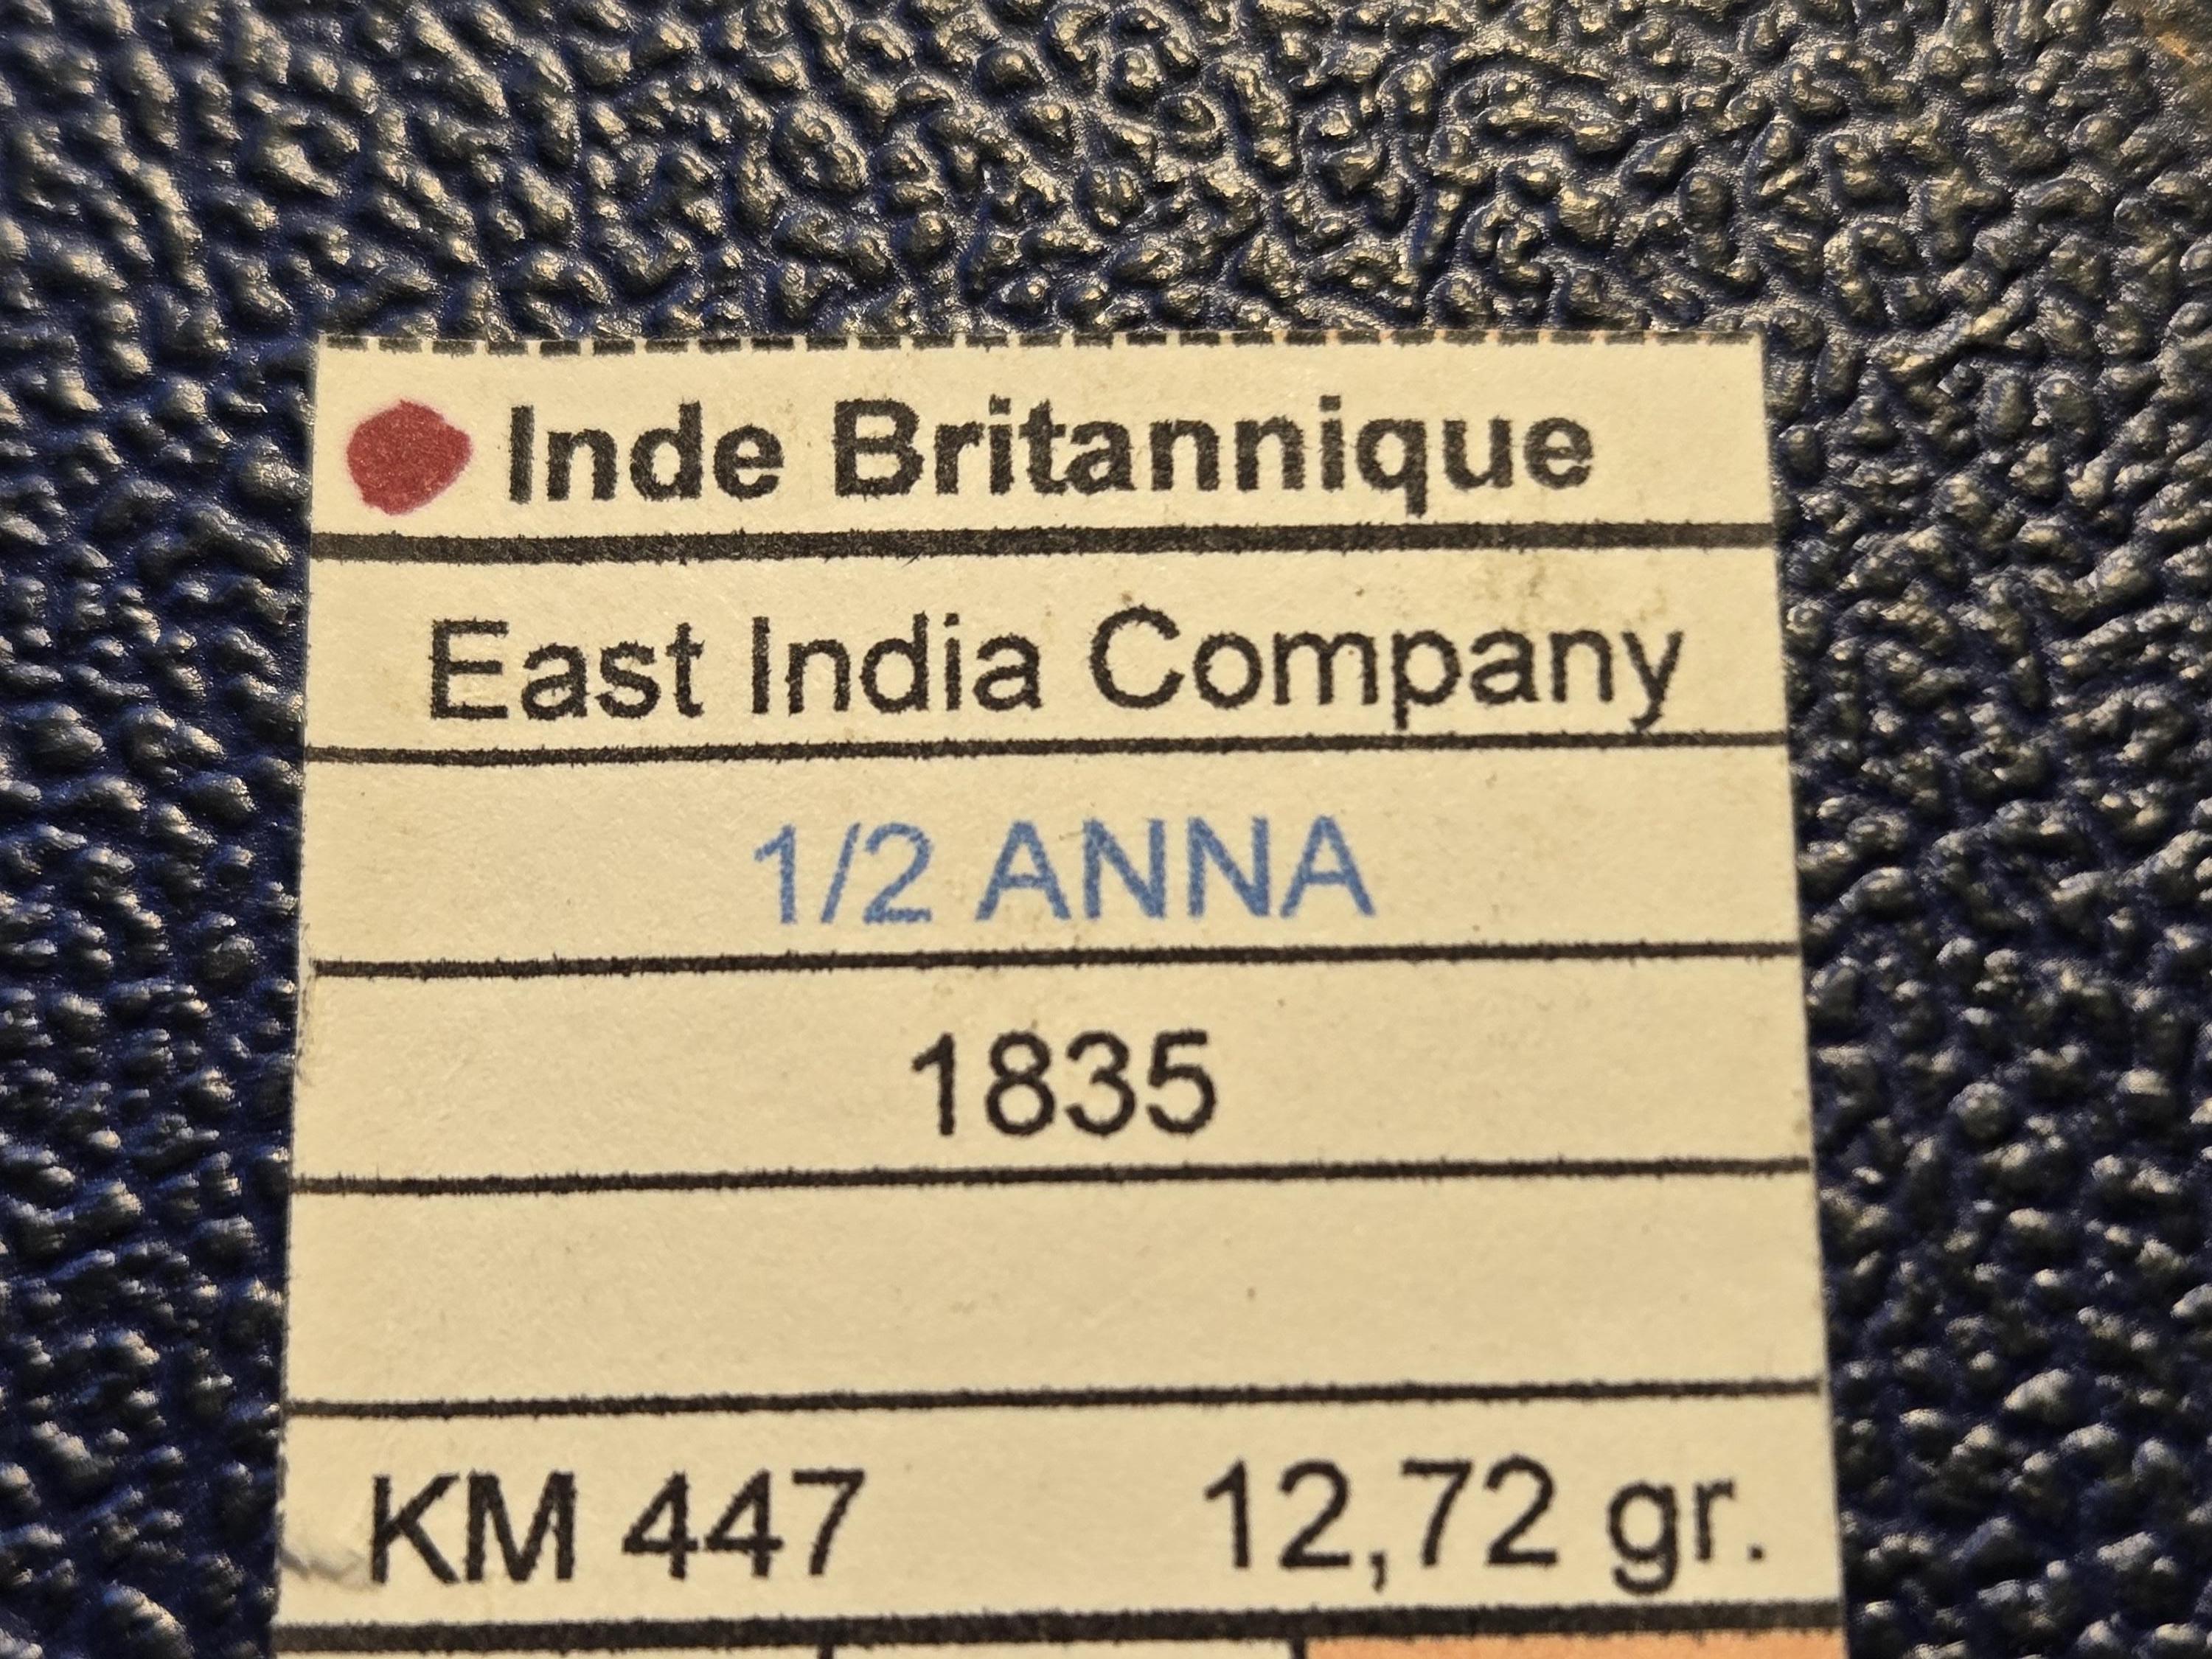 Inde Britannique
East India Company
1/2 ANNA
1835
KM 447 12,72 gr.